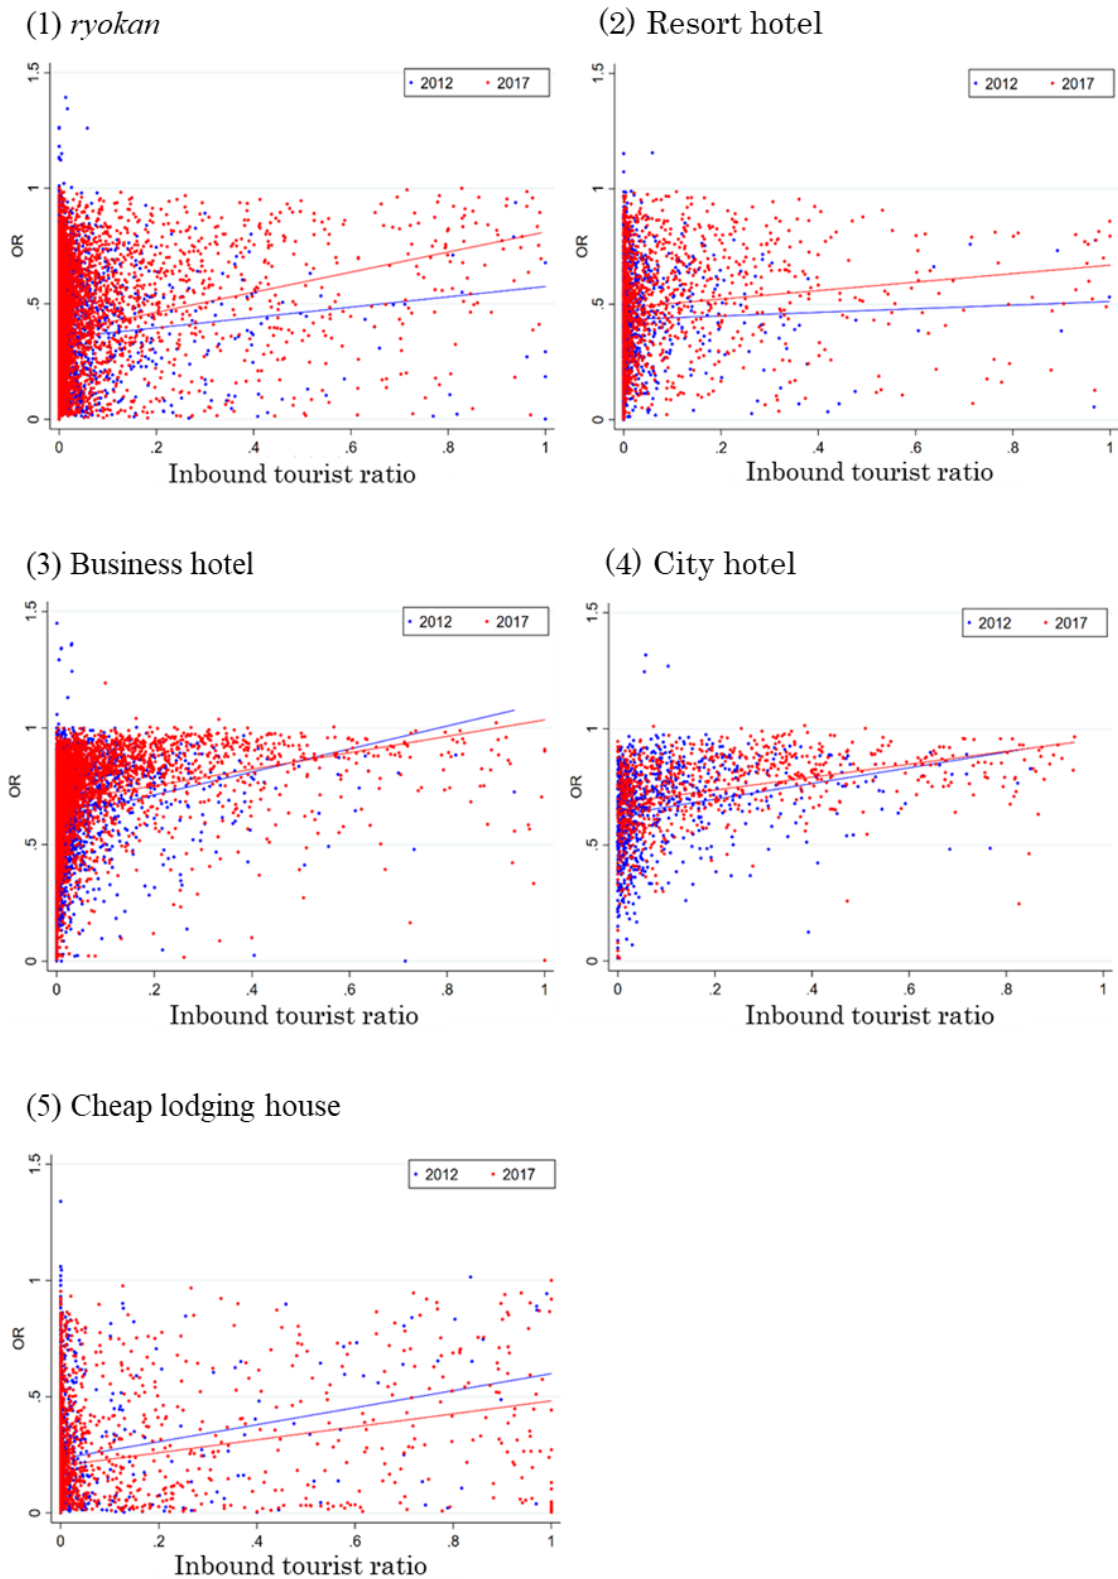 (1) ryokan
1.5
1
.5
0
OR
2012 2017
0 .2 .4 .6 .8 1
Inbound tourist ratio
(2) Resort hotel
1.5
1
.5
0
OR
2012 2017
0 .2 .4 .6 .8 1
Inbound tourist ratio
(3) Business hotel
1.5
1
.5
0
OR
2012 2017
0 .2 .4 .6 .8 1
Inbound tourist ratio
(4) City hotel
1.5
1
.5
0
OR
2012 2017
0 .2 .4 .6 .8 1
Inbound tourist ratio
(5) Cheap lodging house
1.5
1
.5
0
OR
2012 2017
0 .2 .4 .6 .8 1
Inbound tourist ratio